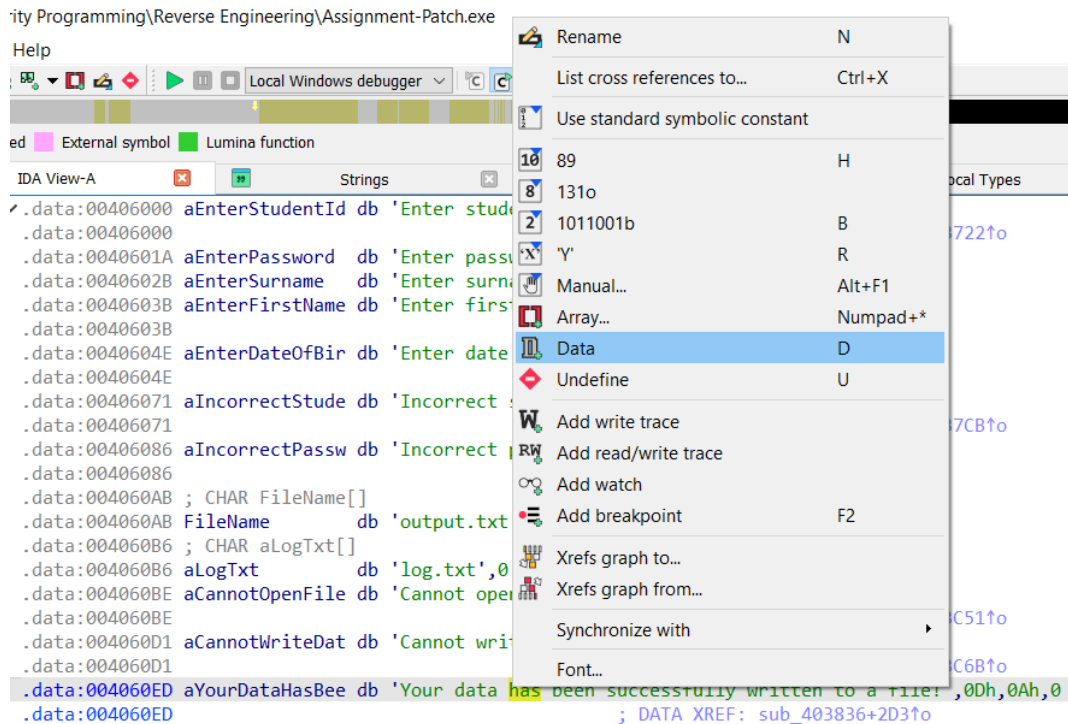 ity Programming\Reverse Engineering\Assignment-Patch.exe
Help
Local Windows debugger
ed External symbol Lumina function
IDA View-A Strings ocal Types
.data:00406000 aEnterStudentId db 'Enter stude
.data:00406000 722↑o
.data:0040601A aEnterPassword db 'Enter passw
.data:0040602B aEnterSurname db 'Enter surna
.data:0040603B aEnterFirstName db 'Enter first
.data:0040603B
.data:0040604E aEnterDateOfBir db 'Enter date
.data:0040604E
.data:00406071 aIncorrectStude db 'Incorrect s
.data:00406071 7CB↑o
.data:00406086 aIncorrectPassw db 'Incorrect p
.data:00406086
.data:004060AB ; CHAR FileName[]
.data:004060AB FileName db 'output.txt
.data:004060B6 ; CHAR aLogTxt[]
.data:004060B6 aLogTxt db 'log.txt',0
.data:004060BE aCannotOpenFile db 'Cannot open
.data:004060BE C51↑o
.data:004060D1 aCannotWriteDat db 'Cannot writ
.data:004060D1 C6B↑o
.data:004060ED aYourDataHasBee db 'Your data has been successfully written to a file!',0Dh,0Ah,0
.data:004060ED ; DATA XREF: sub_403836+2D3↑o
Rename N
List cross references to... Ctrl+X
Use standard symbolic constant
89 H
131o
1011001b B
'Y' R
Manual... Alt+F1
Array... Numpad+*
Data D
Undefine U
Add write trace
Add read/write trace
Add watch
Add breakpoint F2
Xrefs graph to...
Xrefs graph from...
Synchronize with
Font...